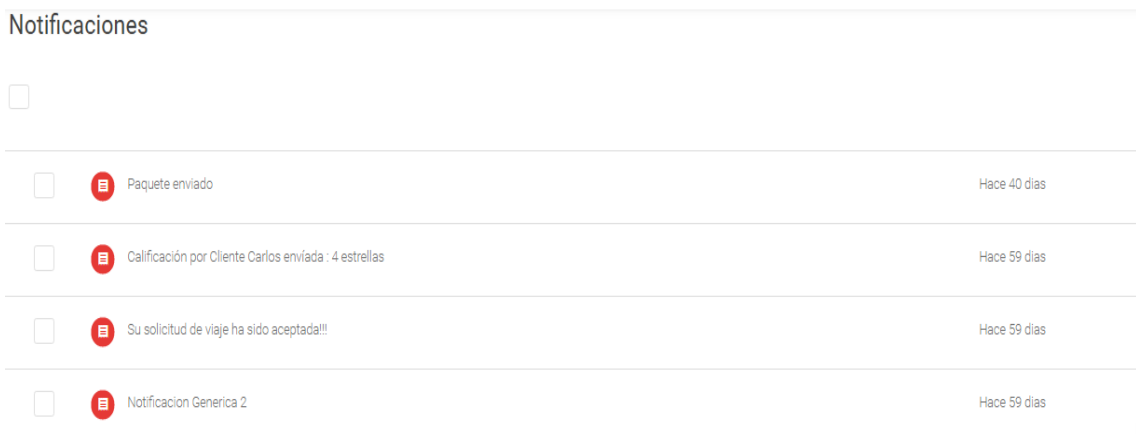 Notificaciones
Paquete enviado Hace 40 dias
Calificación por Cliente Carlos envíada : 4 estrellas Hace 59 dias
Su solicitud de viaje ha sido aceptada!!! Hace 59 dias
Notificacion Generica 2 Hace 59 dias